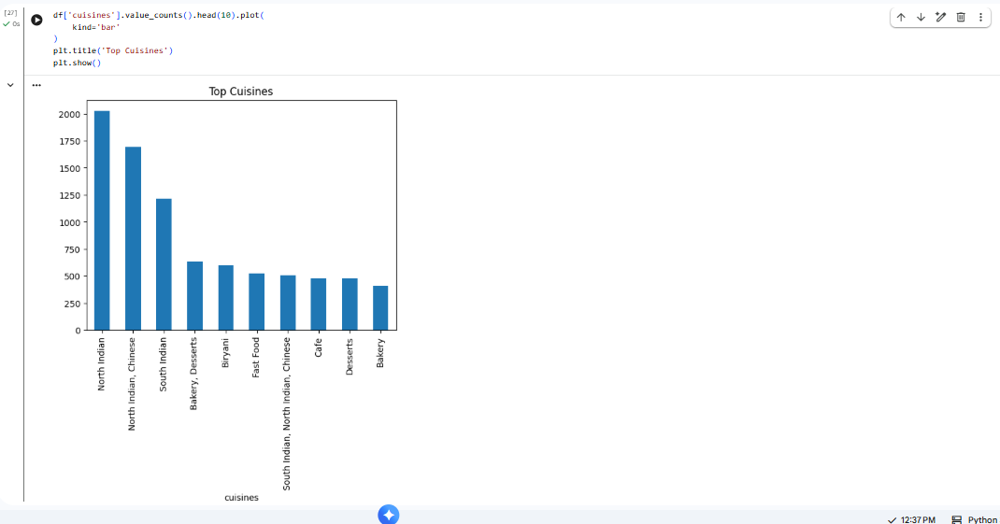 [27]
0s
df['cuisines'].value_counts().head(10).plot(
kind='bar'
)
plt.title('Top Cuisines')
plt.show()
Top Cuisines
2000
1750
1500
1250
1000
750
500
250
0
North Indian
North Indian, Chinese
South Indian
Bakery, Desserts
Biryani
Fast Food
South Indian, North Indian, Chinese
Cafe
Desserts
Bakery
cuisines
12:37 PM
Python